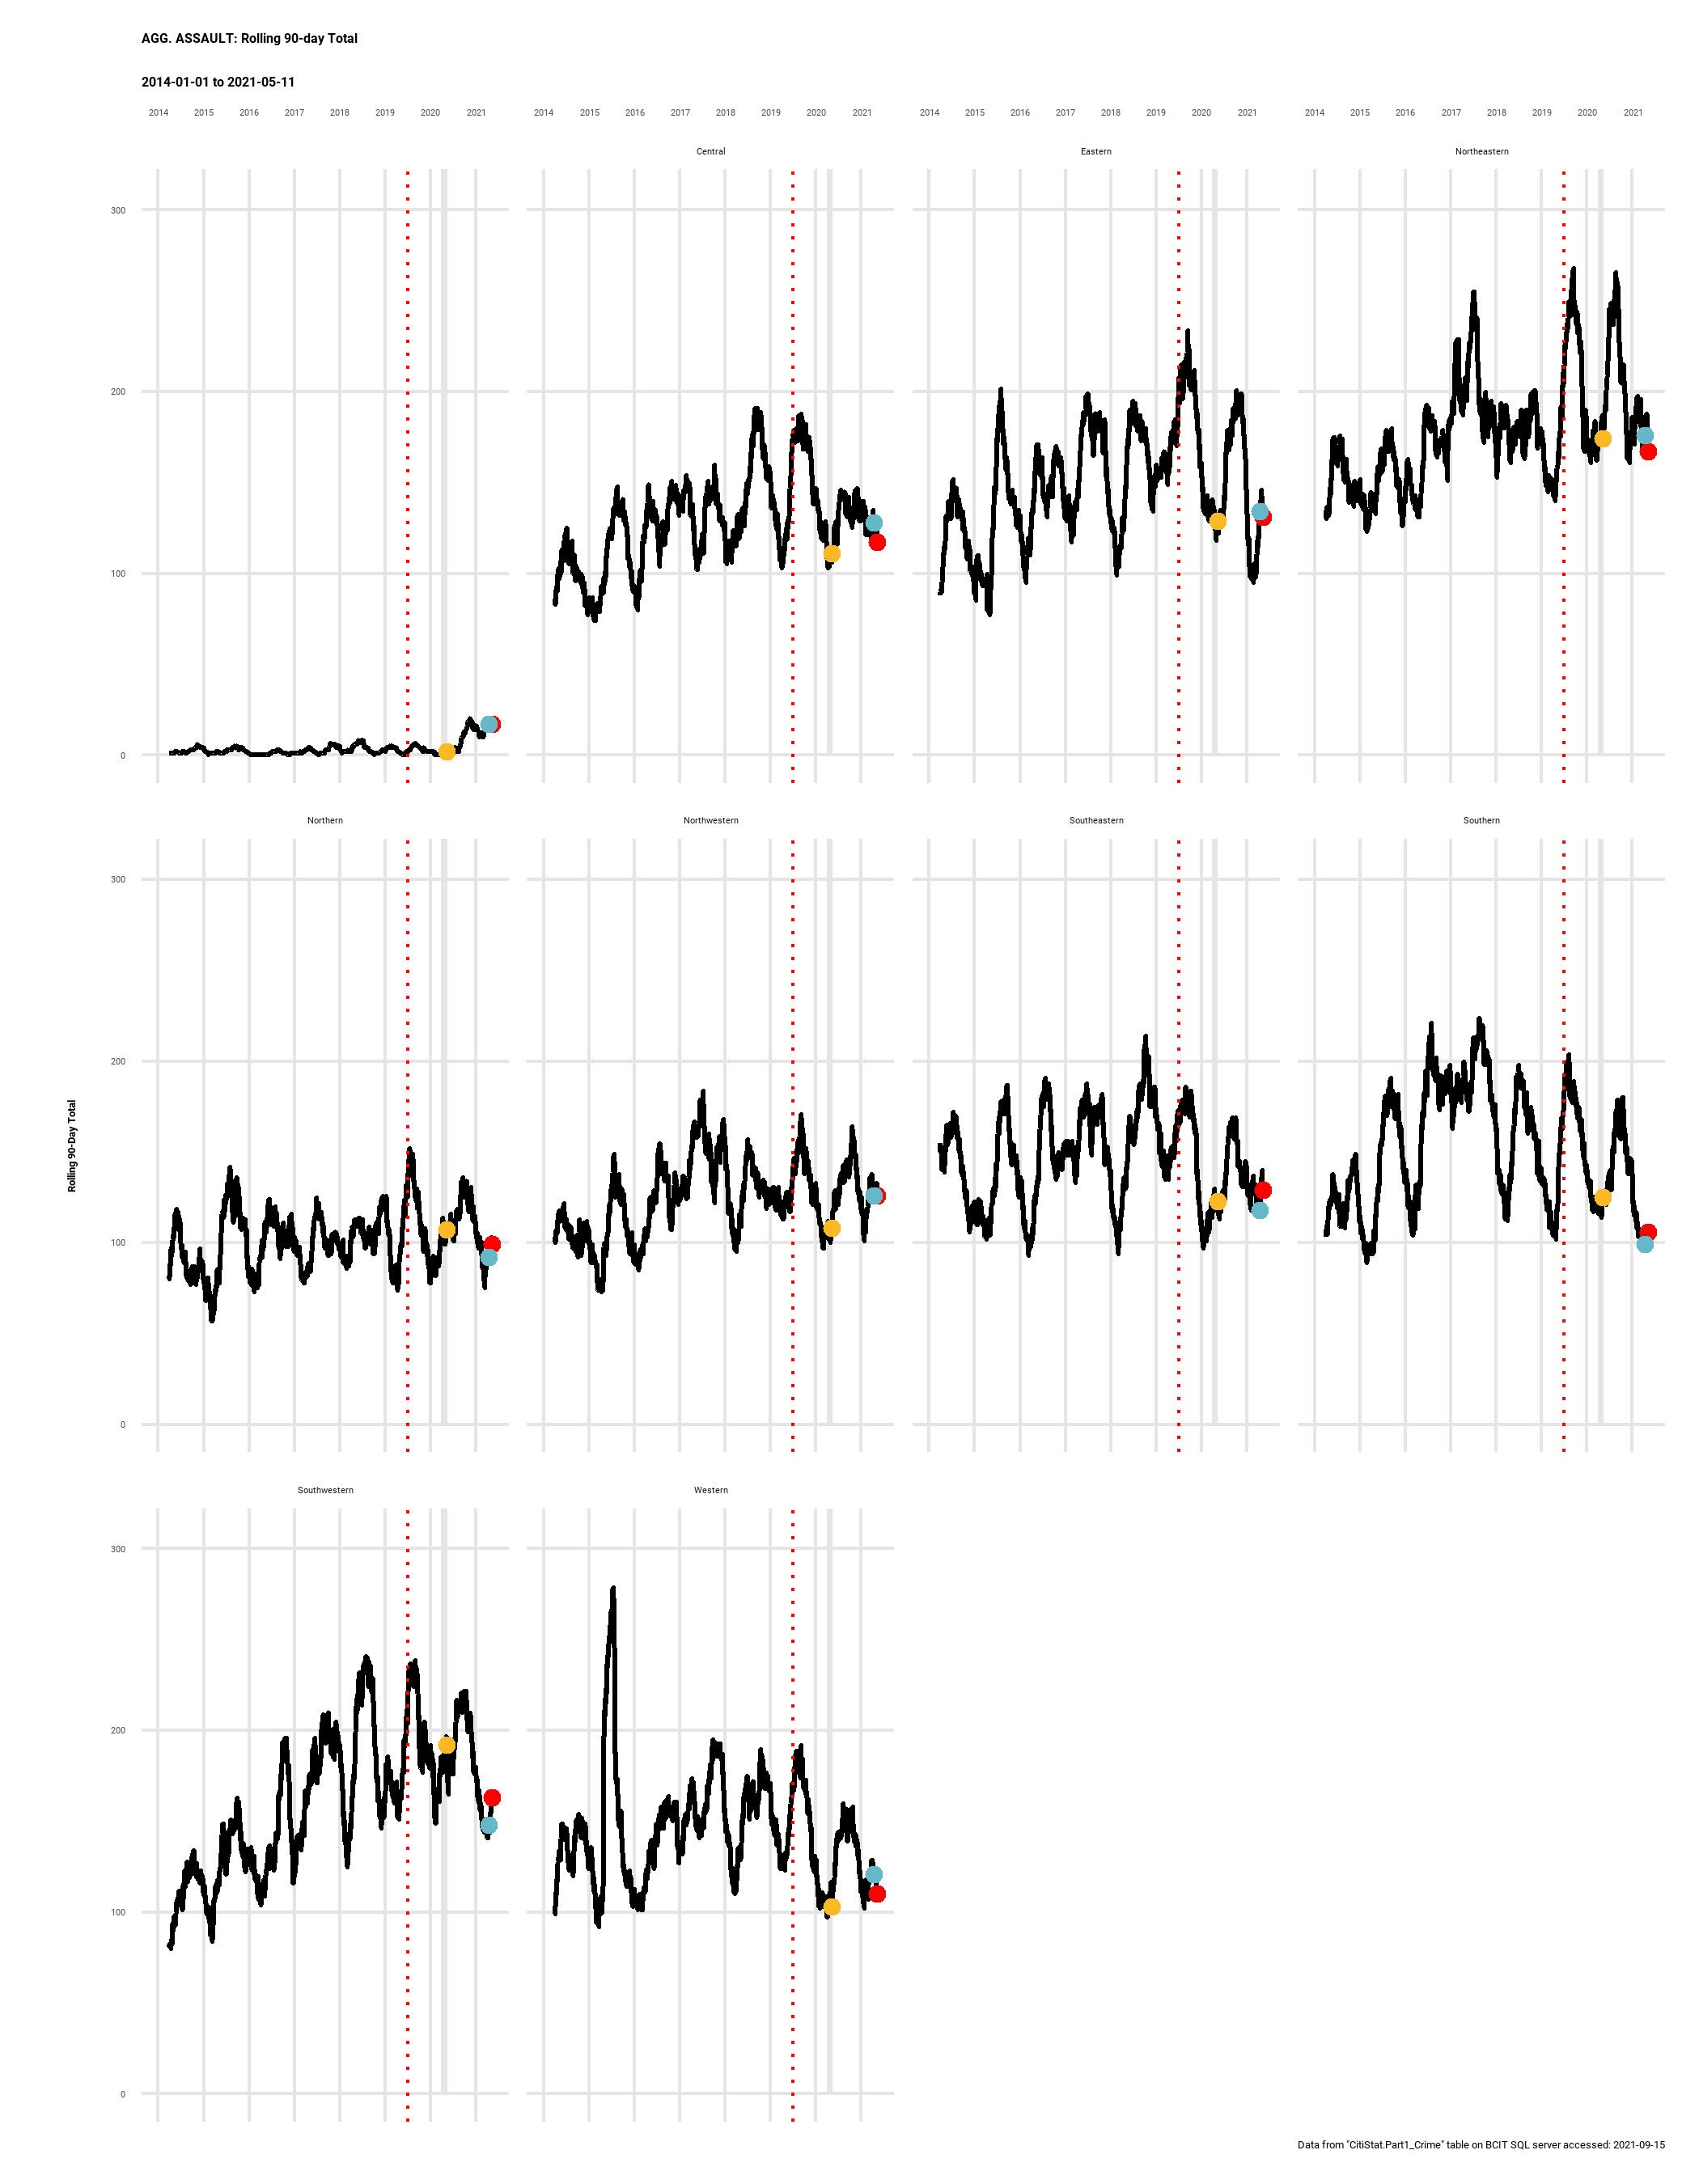 AGG. ASSAULT: Rolling 90-day Total
2014-01-01 to 2021-05-11
2014 2015 2016 2017 2018 2019 2020 2021 2014 2015 2016 2017 2018 2019 2020 2021 2014 2015 2016 2017 2018 2019 2020 2021 2014 2015 2016 2017 2018 2019 2020 2021
Central Eastern Northeastern
300
200
100
0
Northern Northwestern Southeastern Southern
300
200
100
0
Rolling 90-Day Total
Southwestern Western
300
200
100
0
Data from "CitiStat.Part1_Crime" table on BCIT SQL server accessed: 2021-09-15